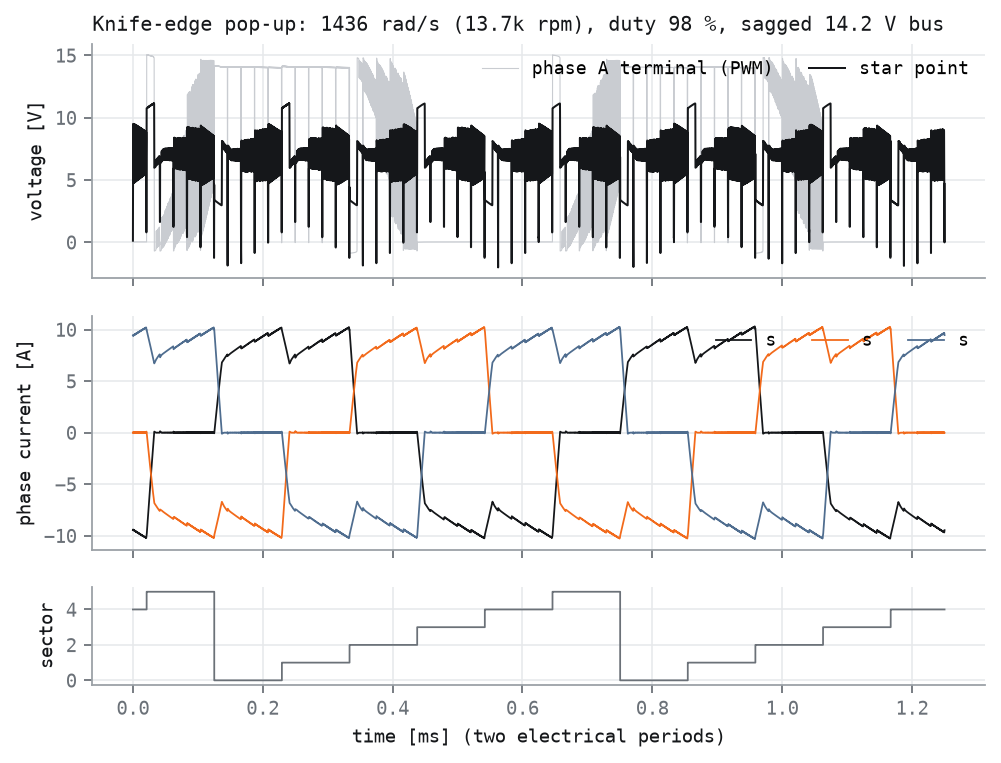 Knife-edge pop-up: 1436 rad/s (13.7k rpm), duty 98 %, sagged 14.2 V bus
phase A terminal (PWM)
star point
voltage [V]
15
10
5
0
phase current [A]
10
5
0
−5
−10
s
s
s
sector
4
2
0
0.0
0.2
0.4
0.6
0.8
1.0
1.2
time [ms] (two electrical periods)